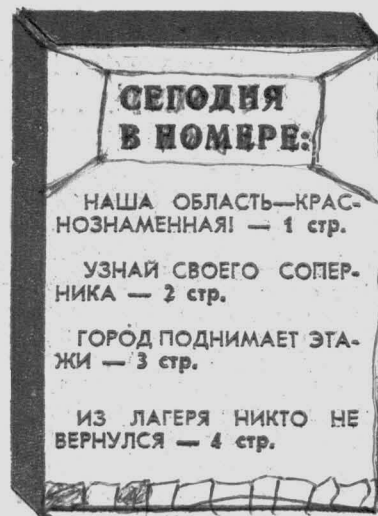 СЕГОДНЯ
В НОМЕРЕ:
НАША ОБЛАСТЬ—КРАС-
НОЗНАМЕННАЯ! — 1 стр.
УЗНАЙ СВОЕГО СОПЕР-
НИКА — 2 стр.
ГОРОД ПОДНИМАЕТ ЭТА-
ЖИ — 3 стр.
ИЗ ЛАГЕРЯ НИКТО НЕ
ВЕРНУЛСЯ — 4 стр.